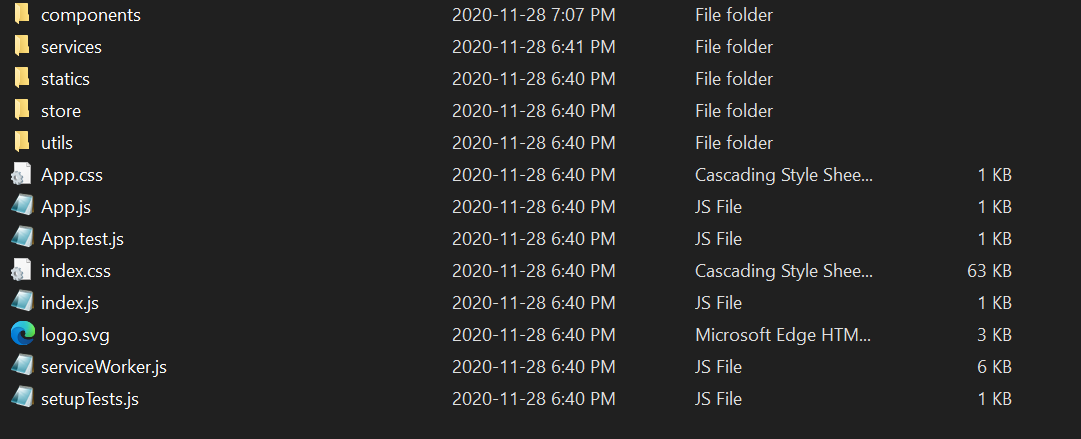 components 2020-11-28 7:07 PM File folder
services 2020-11-28 6:41 PM File folder
statics 2020-11-28 6:40 PM File folder
store 2020-11-28 6:40 PM File folder
utils 2020-11-28 6:40 PM File folder
App.css 2020-11-28 6:40 PM Cascading Style Shee... 1 KB
App.js 2020-11-28 6:40 PM JS File 1 KB
App.test.js 2020-11-28 6:40 PM JS File 1 KB
index.css 2020-11-28 6:40 PM Cascading Style Shee... 63 KB
index.js 2020-11-28 6:40 PM JS File 1 KB
logo.svg 2020-11-28 6:40 PM Microsoft Edge HTM... 3 KB
serviceWorker.js 2020-11-28 6:40 PM JS File 6 KB
setupTests.js 2020-11-28 6:40 PM JS File 1 KB